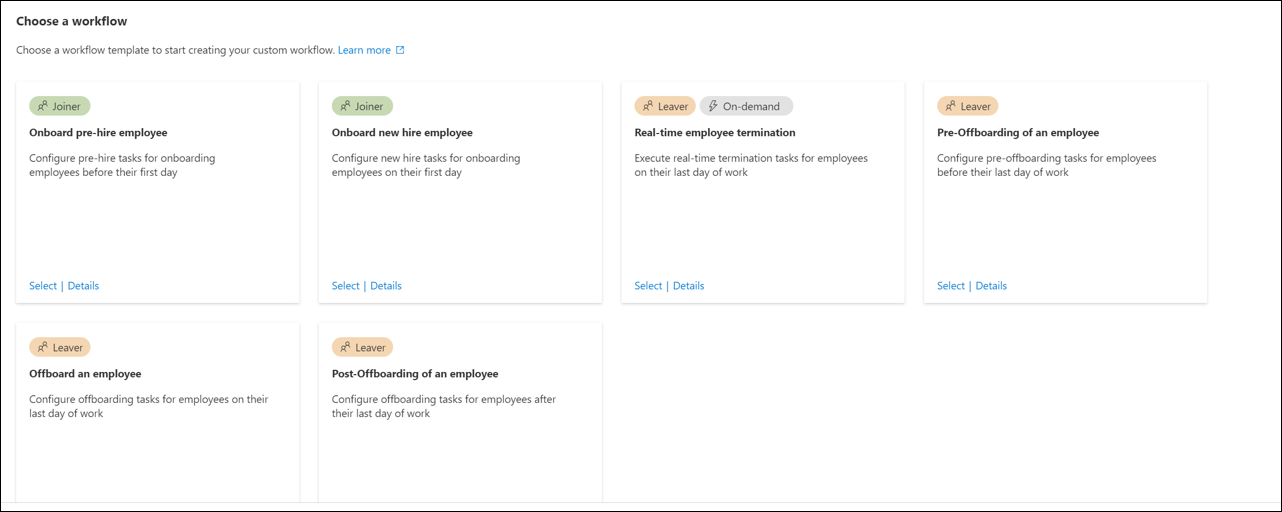 Choose a workflow
Choose a workflow template to start creating your custom workflow. Learn more
Joiner
Onboard pre-hire employee
Configure pre-hire tasks for onboarding
employees before their first day
Select | Details
Joiner
Onboard new hire employee
Configure new hire tasks for onboarding
employees on their first day
Select | Details
Leaver On-demand
Real-time employee termination
Execute real-time termination tasks for employees
on their last day of work
Select | Details
Leaver
Pre-Offboarding of an employee
Configure pre-offboarding tasks for employees
before their last day of work
Select | Details
Leaver
Offboard an employee
Configure offboarding tasks for employees on their
last day of work
Leaver
Post-Offboarding of an employee
Configure offboarding tasks for employees after
their last day of work